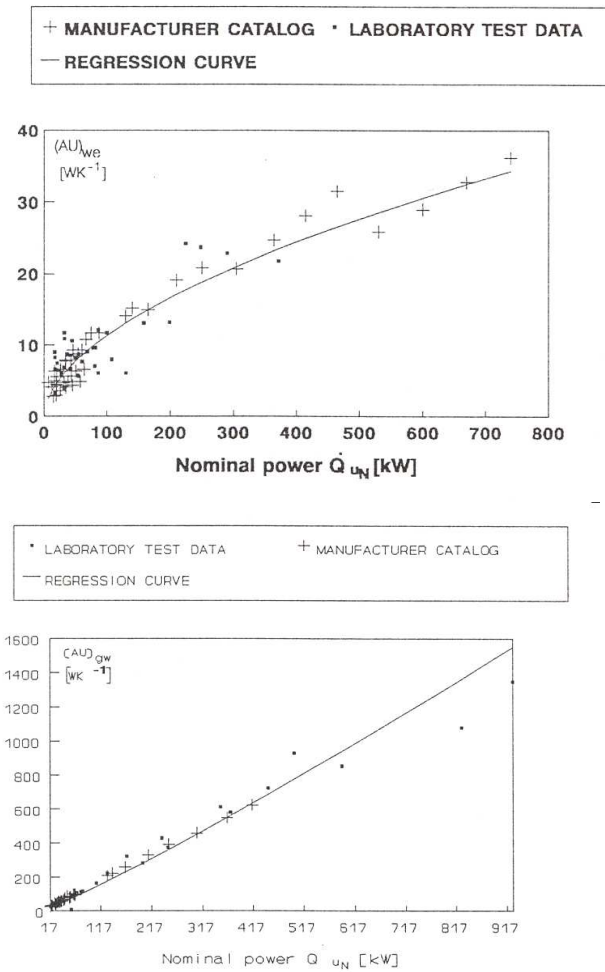 + MANUFACTURER CATALOG ▪ LABORATORY TEST DATA
— REGRESSION CURVE
(AU)we
[WK-1]
40
30
20
10
0
0 100 200 300 400 500 600 700 800
Nominal power Q̇ uN [kW]
▪ LABORATORY TEST DATA + MANUFACTURER CATALOG
— REGRESSION CURVE
(AU)gw
[WK -1]
1600
1400
1200
1000
800
600
400
200
0
17 117 217 317 417 517 617 717 817 917
Nominal power Q̇ uN [kW]